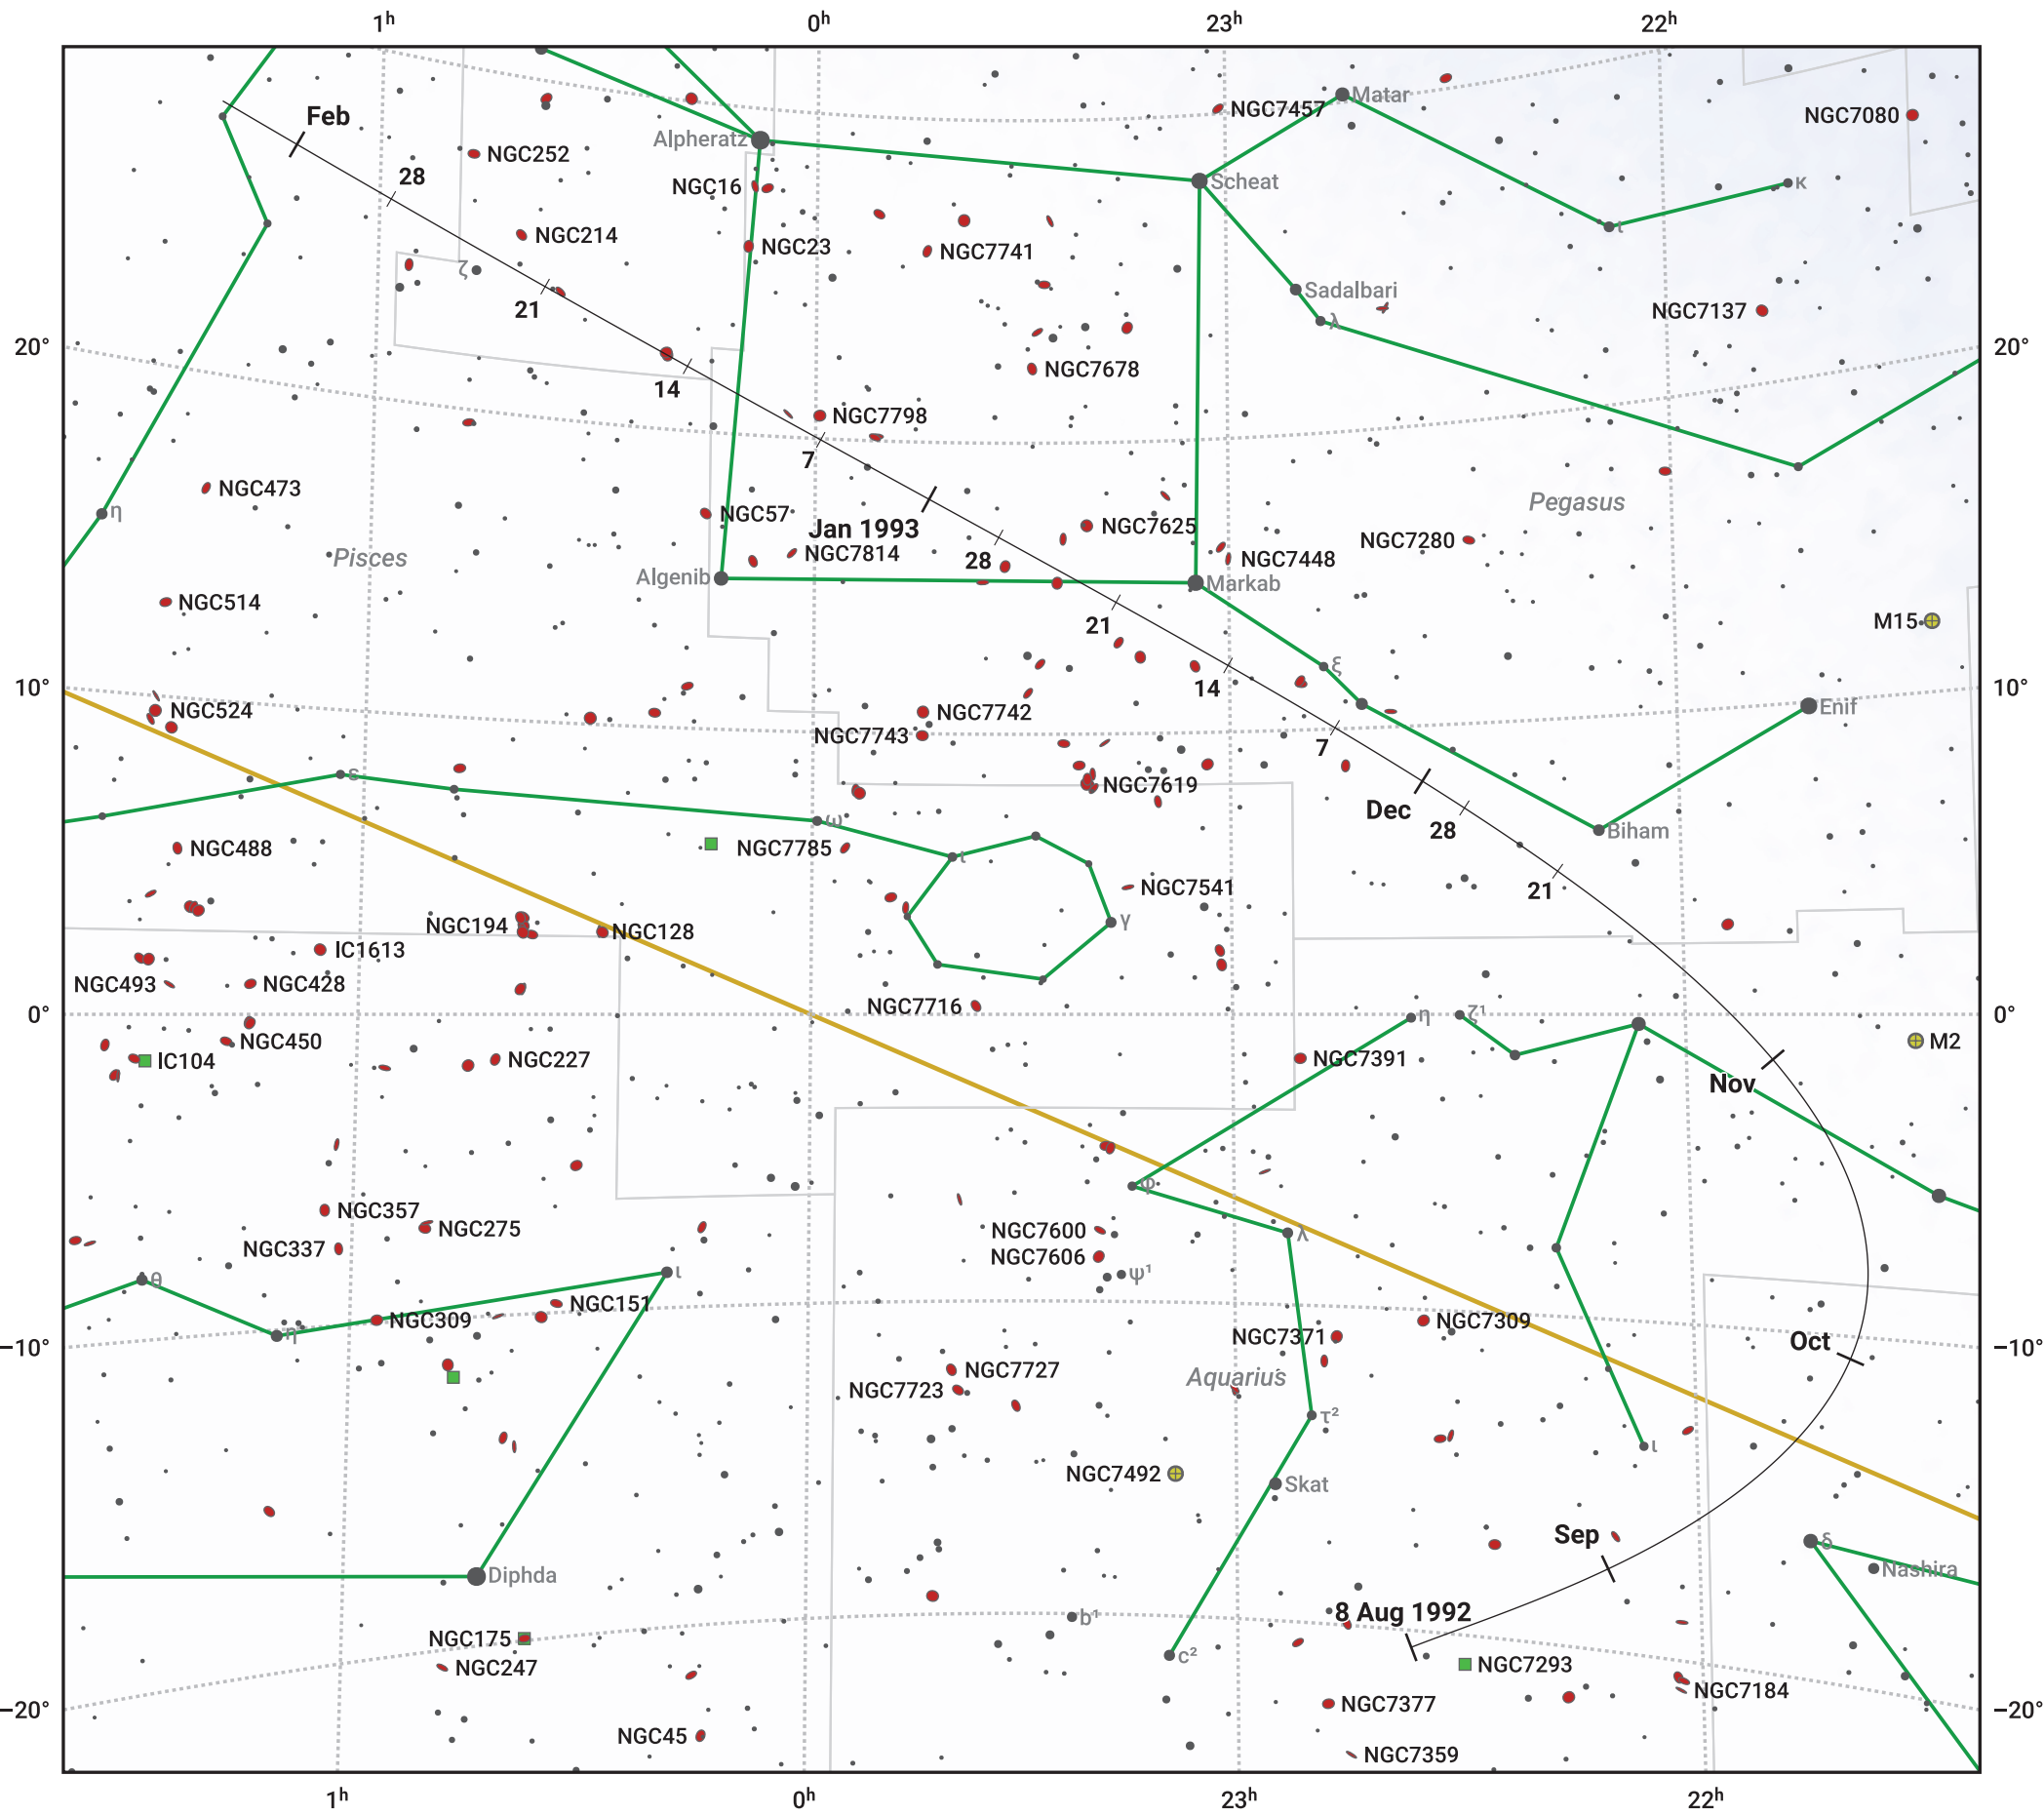 1ʰ 0ʰ 23ʰ 22ʰ
Feb
Matar
NGC7457
NGC7080
Alpheratz
NGC252
28
NGC16
Scheat
κ
NGC214
ι
NGC23
NGC7741
ζ
21
Sadalbari
NGC7137
λ
20° 20°
NGC7678
14
NGC7798
7
NGC473
Pegasus
η
NGC57
Jan 1993
NGC7625
NGC7280
Pisces
NGC7814
28
NGC7448
Algenib
Markab
NGC514
M15
21
ξ
10° 14 10°
NGC524
NGC7742
Enif
NGC7743
7
ε
NGC7619
Dec
ω
28
Biham
NGC488
NGC7785
ι
NGC7541
21
NGC194
NGC128
γ
IC1613
NGC493
NGC428
NGC7716
0° η ζ¹ 0°
NGC450
M2
IC104
NGC227
NGC7391
Nov
φ
NGC357
NGC275
NGC7600
λ
NGC337
NGC7606
ψ¹
θ
ι
NGC151
NGC309
NGC7309
η
NGC7371
Oct
−10° −10°
NGC7727
Aquarius
NGC7723
τ²
ι
NGC7492
Skat
Sep
δ
Diphda
Nashira
b¹
8 Aug 1992
NGC175
c²
NGC247
NGC7293
NGC7184
−20° NGC7377 −20°
NGC45
NGC7359
1ʰ 0ʰ 23ʰ 22ʰ